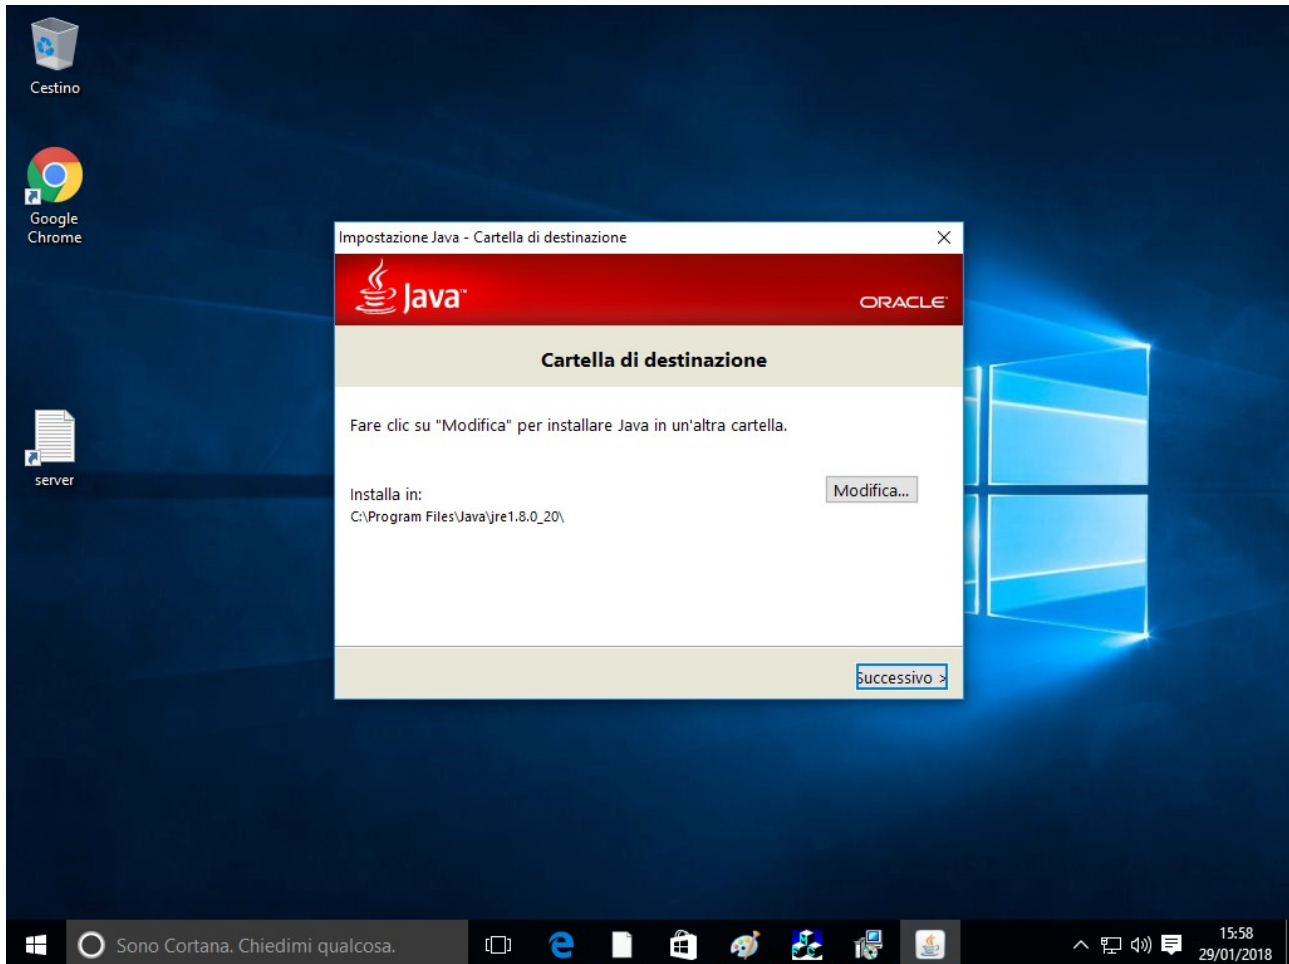 Cestino
Google
Chrome
server
Impostazione Java - Cartella di destinazione
Java™
ORACLE
Cartella di destinazione
Fare clic su "Modifica" per installare Java in un'altra cartella.
Modifica...
Installa in:
C:\Program Files\Java\jre1.8.0_20\
Successivo >
Sono Cortana. Chiedimi qualcosa.
15:58
29/01/2018